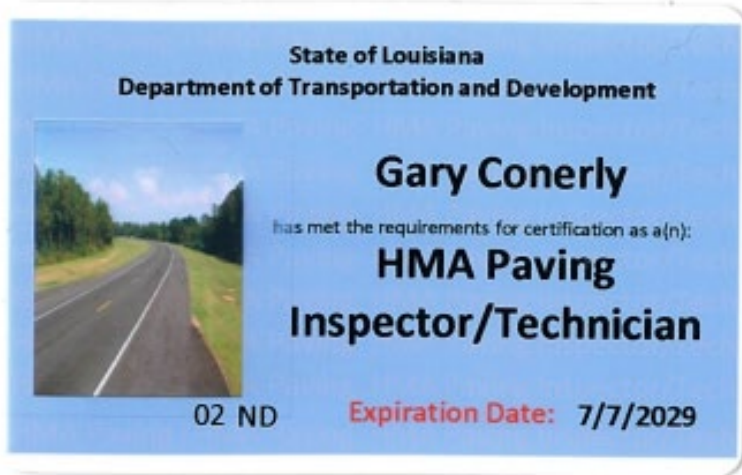 State of Louisiana
Department of Transportation and Development
Gary Conerly
has met the requirements for certification as a(n):
HMA Paving
Inspector/Technician
02 ND Expiration Date: 7/7/2029